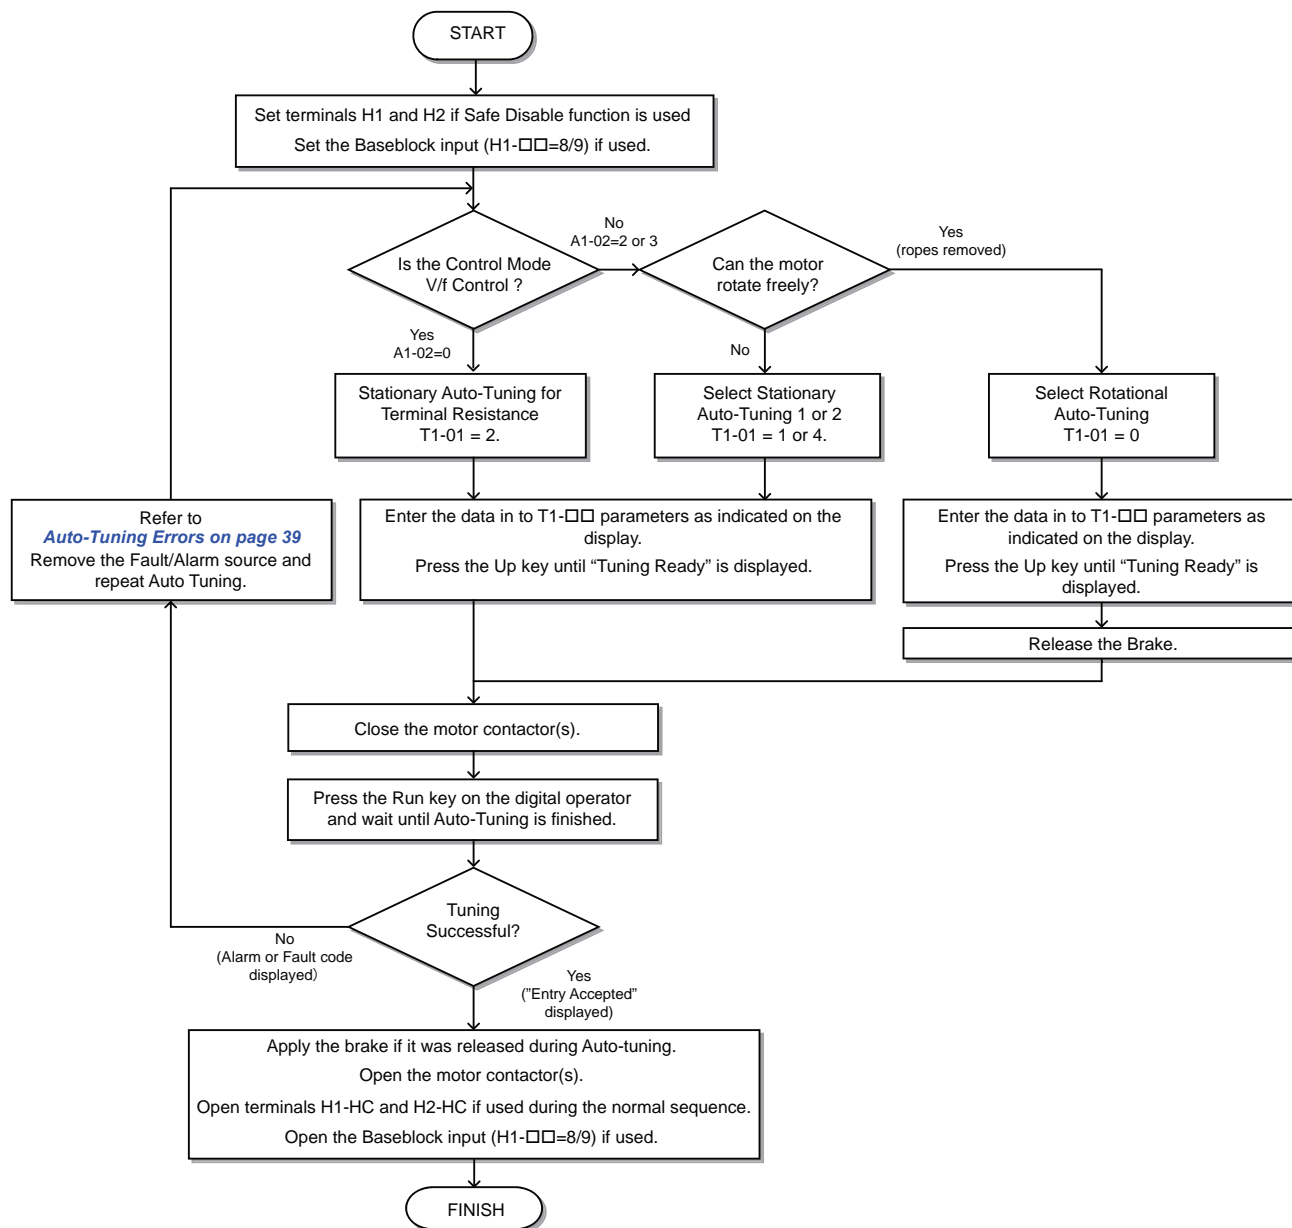 START
Set terminals H1 and H2 if Safe Disable function is used
Set the Baseblock input (H1-□□=8/9) if used.
Is the Control Mode
V/f Control ?
No
A1-02=2 or 3
Can the motor
rotate freely?
Yes
(ropes removed)
Yes
A1-02=0
No
Stationary Auto-Tuning for
Terminal Resistance
T1-01 = 2.
Select Stationary
Auto-Tuning 1 or 2
T1-01 = 1 or 4.
Select Rotational
Auto-Tuning
T1-01 = 0
Refer to
Auto-Tuning Errors on page 39
Remove the Fault/Alarm source and
repeat Auto Tuning.
Enter the data in to T1-□□ parameters as indicated on the
display.
Press the Up key until “Tuning Ready” is displayed.
Enter the data in to T1-□□ parameters as
indicated on the display.
Press the Up key until “Tuning Ready” is
displayed.
Release the Brake.
Close the motor contactor(s).
Press the Run key on the digital operator
and wait until Auto-Tuning is finished.
Tuning
Successful?
No
(Alarm or Fault code
displayed)
Yes
(”Entry Accepted”
displayed)
Apply the brake if it was released during Auto-tuning.
Open the motor contactor(s).
Open terminals H1-HC and H2-HC if used during the normal sequence.
Open the Baseblock input (H1-□□=8/9) if used.
FINISH